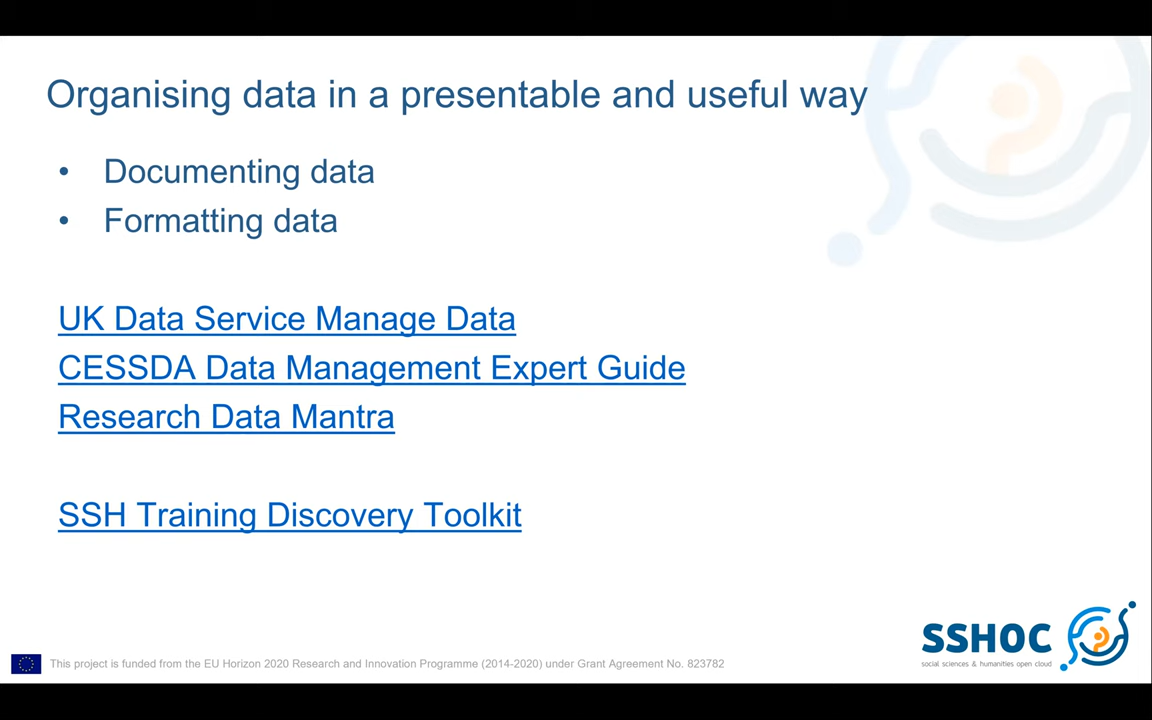 Organising data in a presentable and useful way
• Documenting data
• Formatting data
UK Data Service Manage Data
CESSDA Data Management Expert Guide
Research Data Mantra
SSH Training Discovery Toolkit
SSHOC
social sciences & humanities open cloud
This project is funded from the EU Horizon 2020 Research and Innovation Programme (2014-2020) under Grant Agreement No. 823782